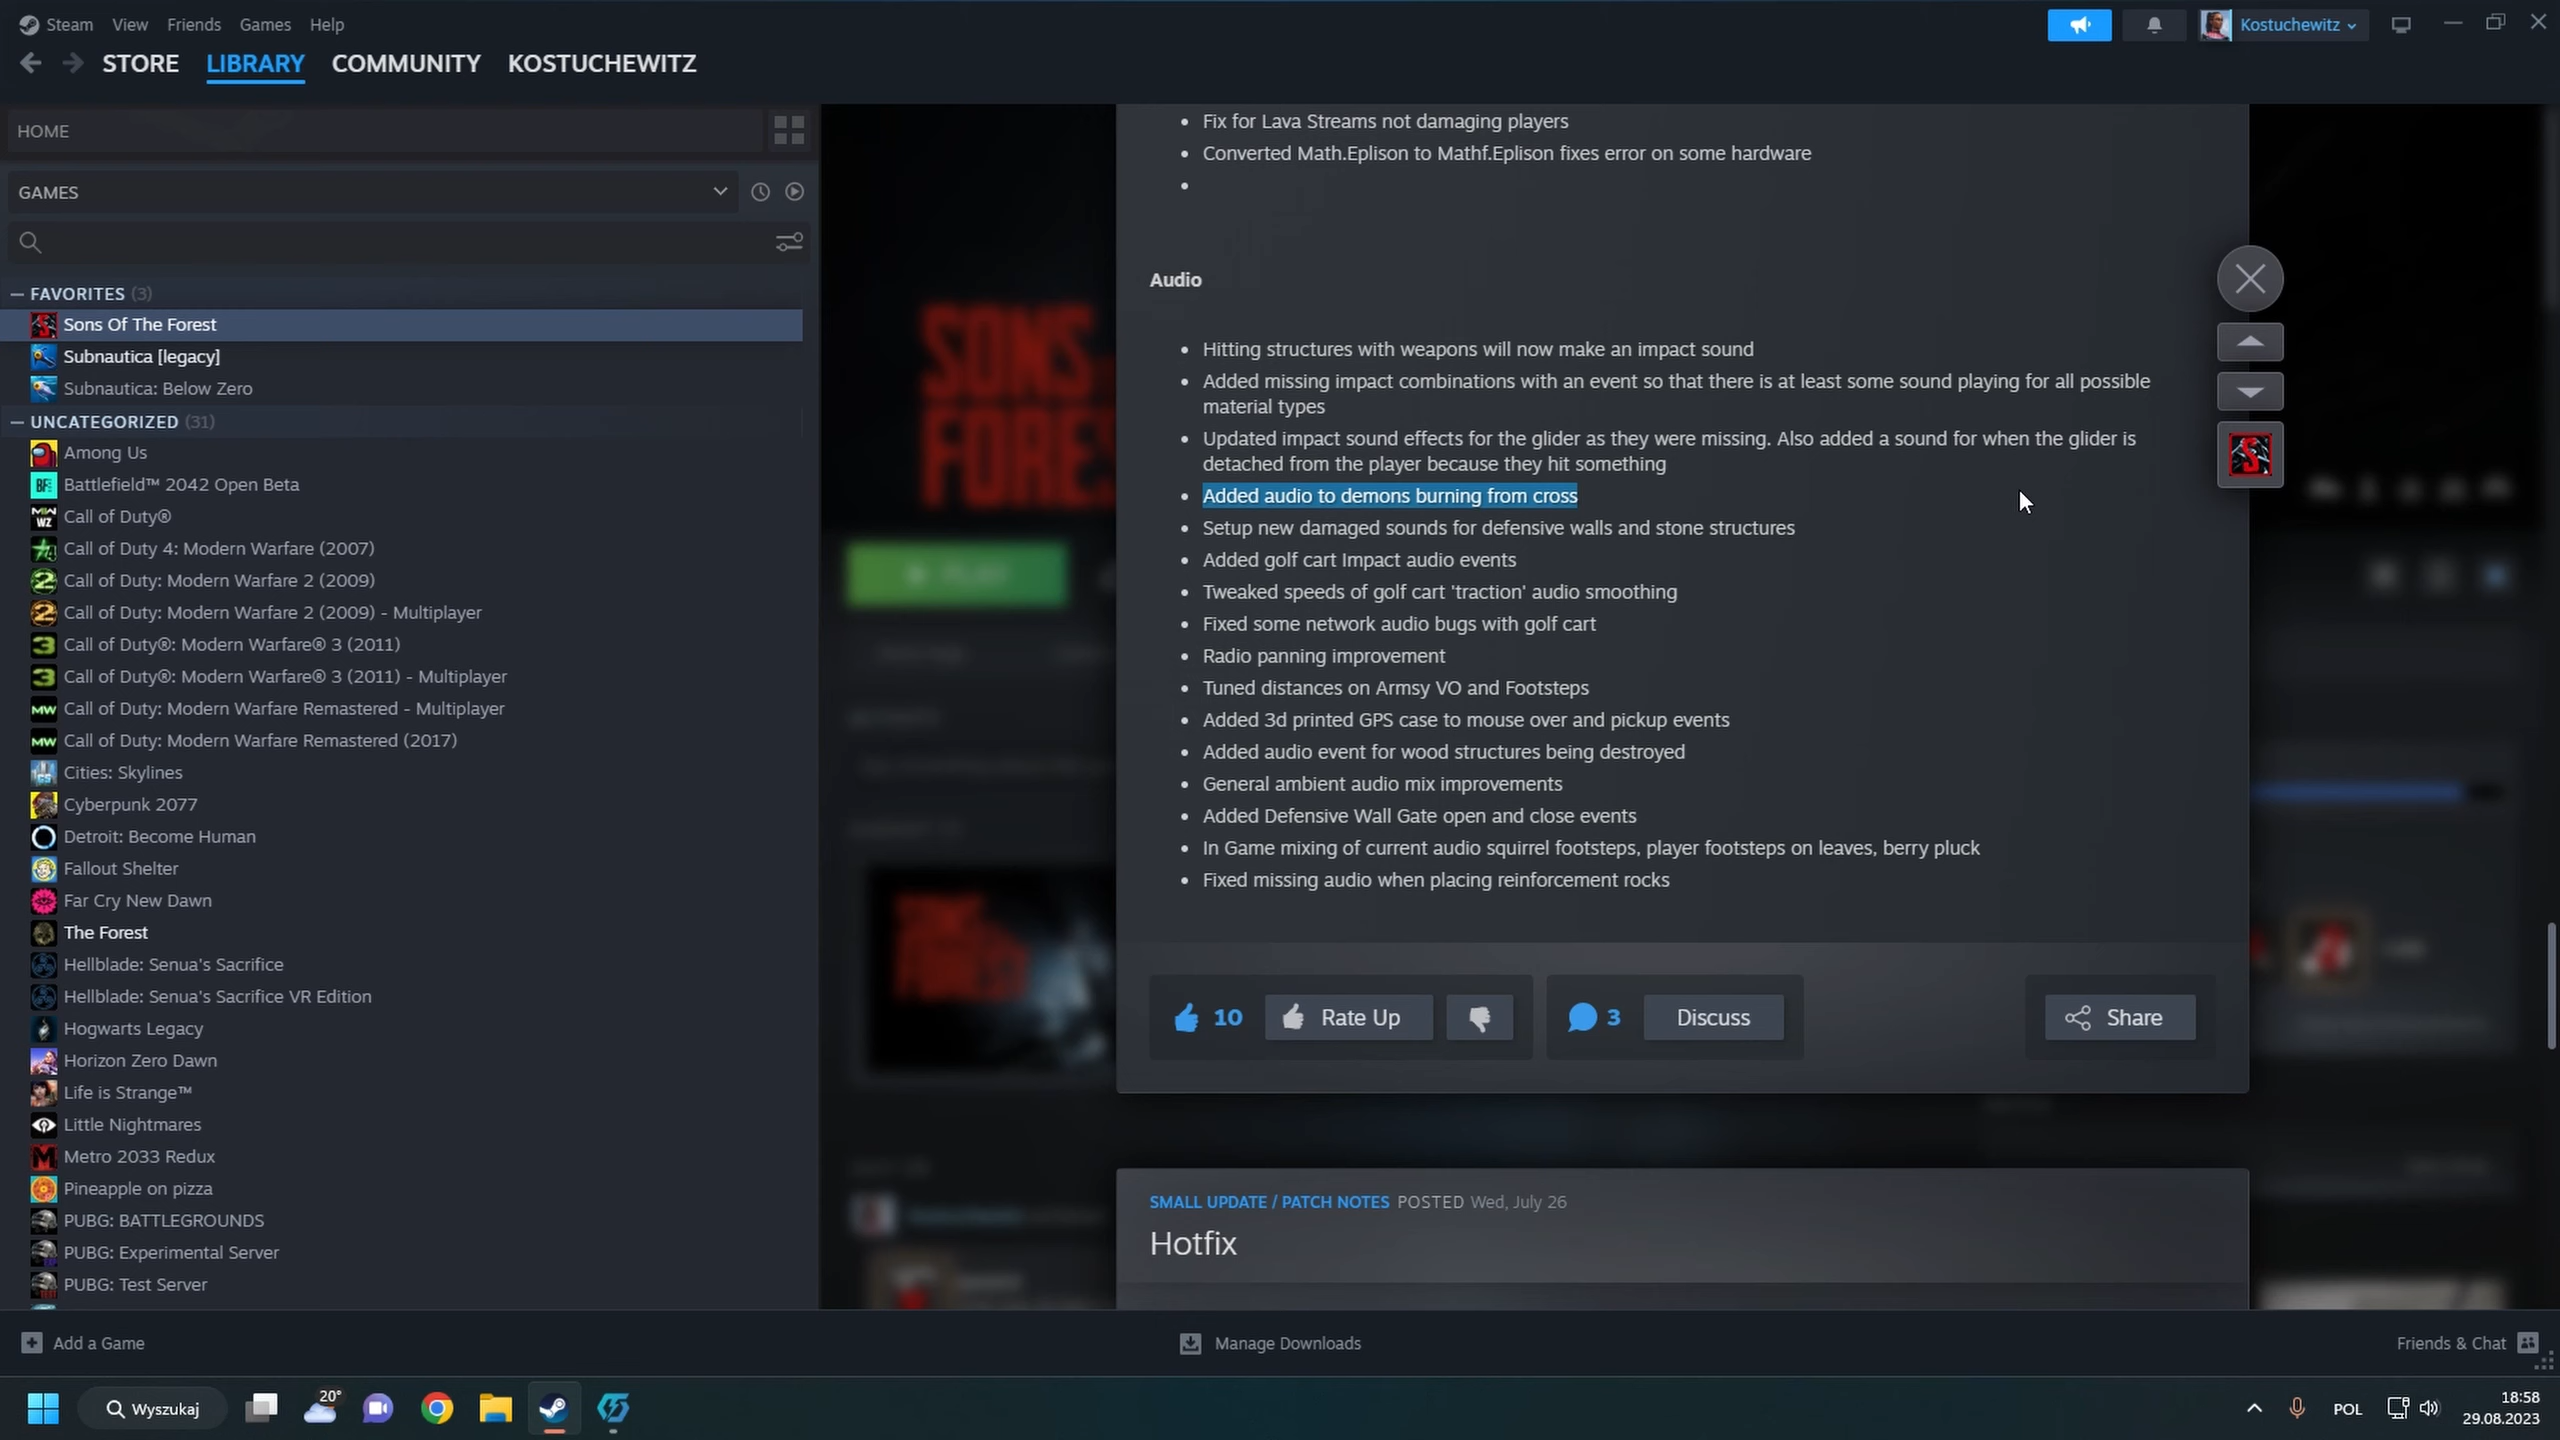 Steam View Friends Games Help
Kostuchewitz
STORE LIBRARY COMMUNITY KOSTUCHEWITZ
HOME
GAMES
FAVORITES (3)
Sons Of The Forest
Subnautica [legacy]
Subnautica: Below Zero
UNCATEGORIZED (31)
Among Us
Battlefield™ 2042 Open Beta
Call of Duty®
Call of Duty 4: Modern Warfare (2007)
Call of Duty: Modern Warfare 2 (2009)
Call of Duty: Modern Warfare 2 (2009) - Multiplayer
Call of Duty®: Modern Warfare® 3 (2011)
Call of Duty®: Modern Warfare® 3 (2011) - Multiplayer
Call of Duty: Modern Warfare Remastered - Multiplayer
Call of Duty: Modern Warfare Remastered (2017)
Cities: Skylines
Cyberpunk 2077
Detroit: Become Human
Fallout Shelter
Far Cry New Dawn
The Forest
Hellblade: Senua's Sacrifice
Hellblade: Senua's Sacrifice VR Edition
Hogwarts Legacy
Horizon Zero Dawn
Life is Strange™
Little Nightmares
Metro 2033 Redux
Pineapple on pizza
PUBG: BATTLEGROUNDS
PUBG: Experimental Server
PUBG: Test Server
SONS
FOREST
PLAY
Fix for Lava Streams not damaging players
Converted Math.Eplison to Mathf.Eplison fixes error on some hardware
Audio
Hitting structures with weapons will now make an impact sound
Added missing impact combinations with an event so that there is at least some sound playing for all possible
material types
Updated impact sound effects for the glider as they were missing. Also added a sound for when the glider is
detached from the player because they hit something
Added audio to demons burning from cross
Setup new damaged sounds for defensive walls and stone structures
Added golf cart Impact audio events
Tweaked speeds of golf cart 'traction' audio smoothing
Fixed some network audio bugs with golf cart
Radio panning improvement
Tuned distances on Armsy VO and Footsteps
Added 3d printed GPS case to mouse over and pickup events
Added audio event for wood structures being destroyed
General ambient audio mix improvements
Added Defensive Wall Gate open and close events
In Game mixing of current audio squirrel footsteps, player footsteps on leaves, berry pluck
Fixed missing audio when placing reinforcement rocks
10 Rate Up 3 Discuss Share
SMALL UPDATE / PATCH NOTES POSTED Wed, July 26
Hotfix
Add a Game Manage Downloads Friends & Chat
Wyszukaj 20° POL 18:58
29.08.2023